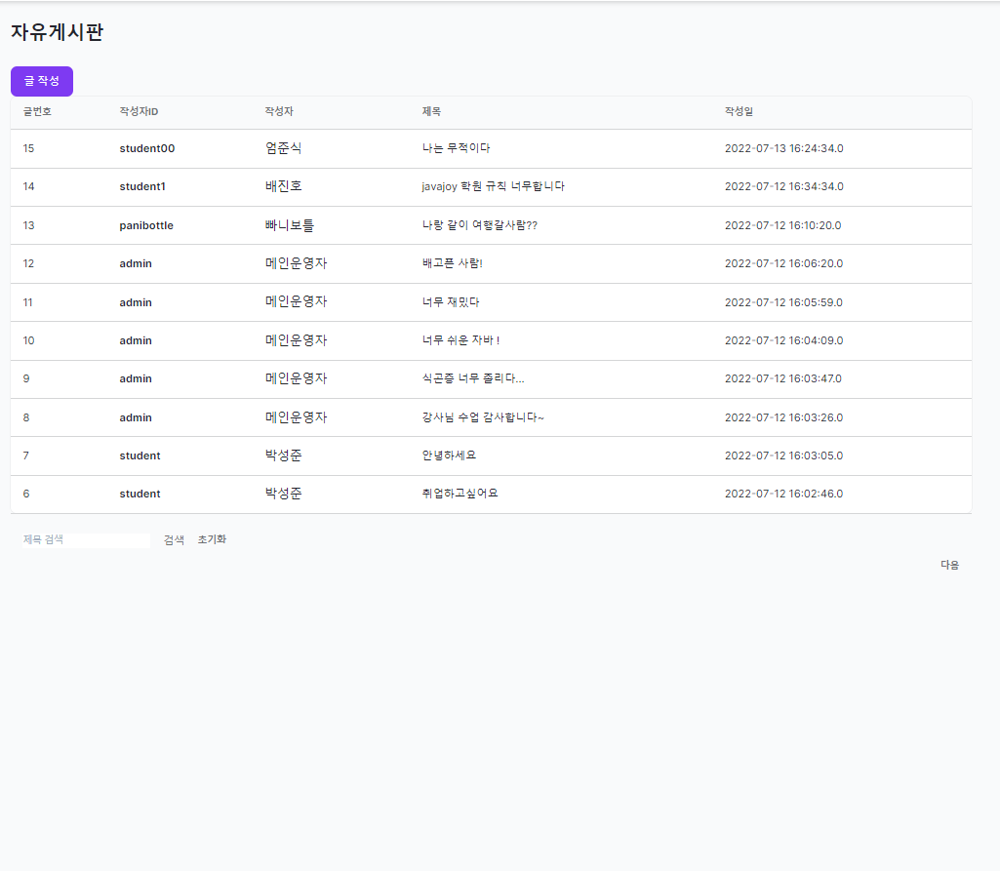 자유게시판
글 작성
글번호 작성자ID 작성자 제목 작성일
15 student00 엄준식 나는 무적이다 2022-07-13 16:24:34.0
14 student1 배진호 javajoy 학원 규칙 너무합니다 2022-07-12 16:34:34.0
13 panibottle 빠니보틀 나랑 같이 여행갈사람?? 2022-07-12 16:10:20.0
12 admin 메인운영자 배고픈 사람! 2022-07-12 16:06:20.0
11 admin 메인운영자 너무 재밌다 2022-07-12 16:05:59.0
10 admin 메인운영자 너무 쉬운 자바 ! 2022-07-12 16:04:09.0
9 admin 메인운영자 식곤증 너무 졸리다... 2022-07-12 16:03:47.0
8 admin 메인운영자 강사님 수업 감사합니다~ 2022-07-12 16:03:26.0
7 student 박성준 안녕하세요 2022-07-12 16:03:05.0
6 student 박성준 취업하고싶어요 2022-07-12 16:02:46.0
제목 검색 검색 초기화
다음